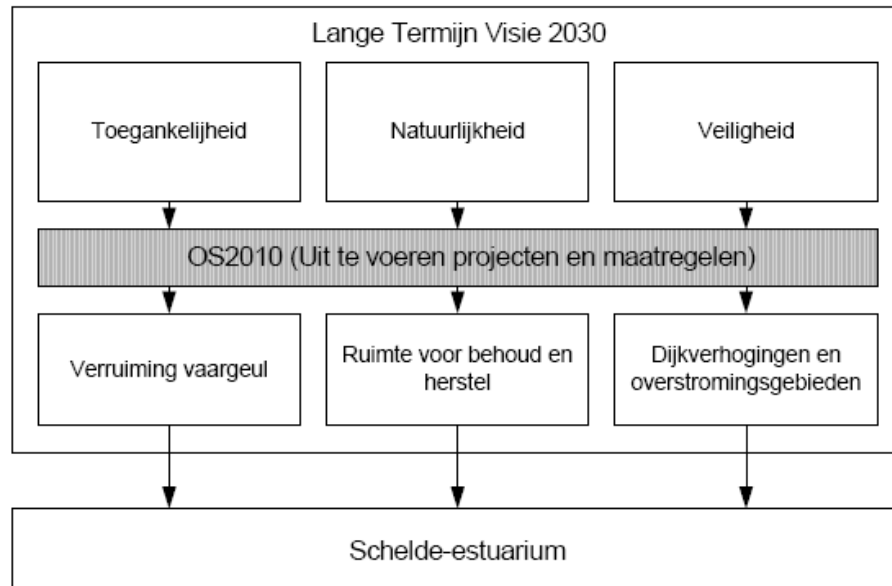 Lange Termijn Visie 2030
Toegankelijheid
Natuurlijkheid
Veiligheid
OS2010 (Uit te voeren projecten en maatregelen)
Verruiming vaargeul
Ruimte voor behoud en
herstel
Dijkverhogingen en
overstromingsgebieden
Schelde-estuarium